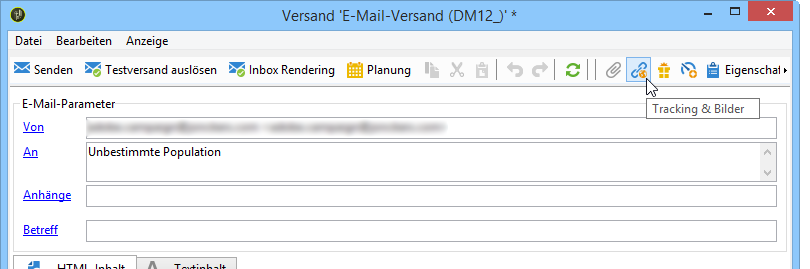 Versand 'E-Mail-Versand (DM12_)' *
Datei Bearbeiten Anzeige
Senden Testversand auslösen Inbox Rendering Planung Eigenschaf
Tracking & Bilder
E-Mail-Parameter
Von
An Unbestimmte Population
Anhänge
Betreff
HTML-Inhalt Textinhalt